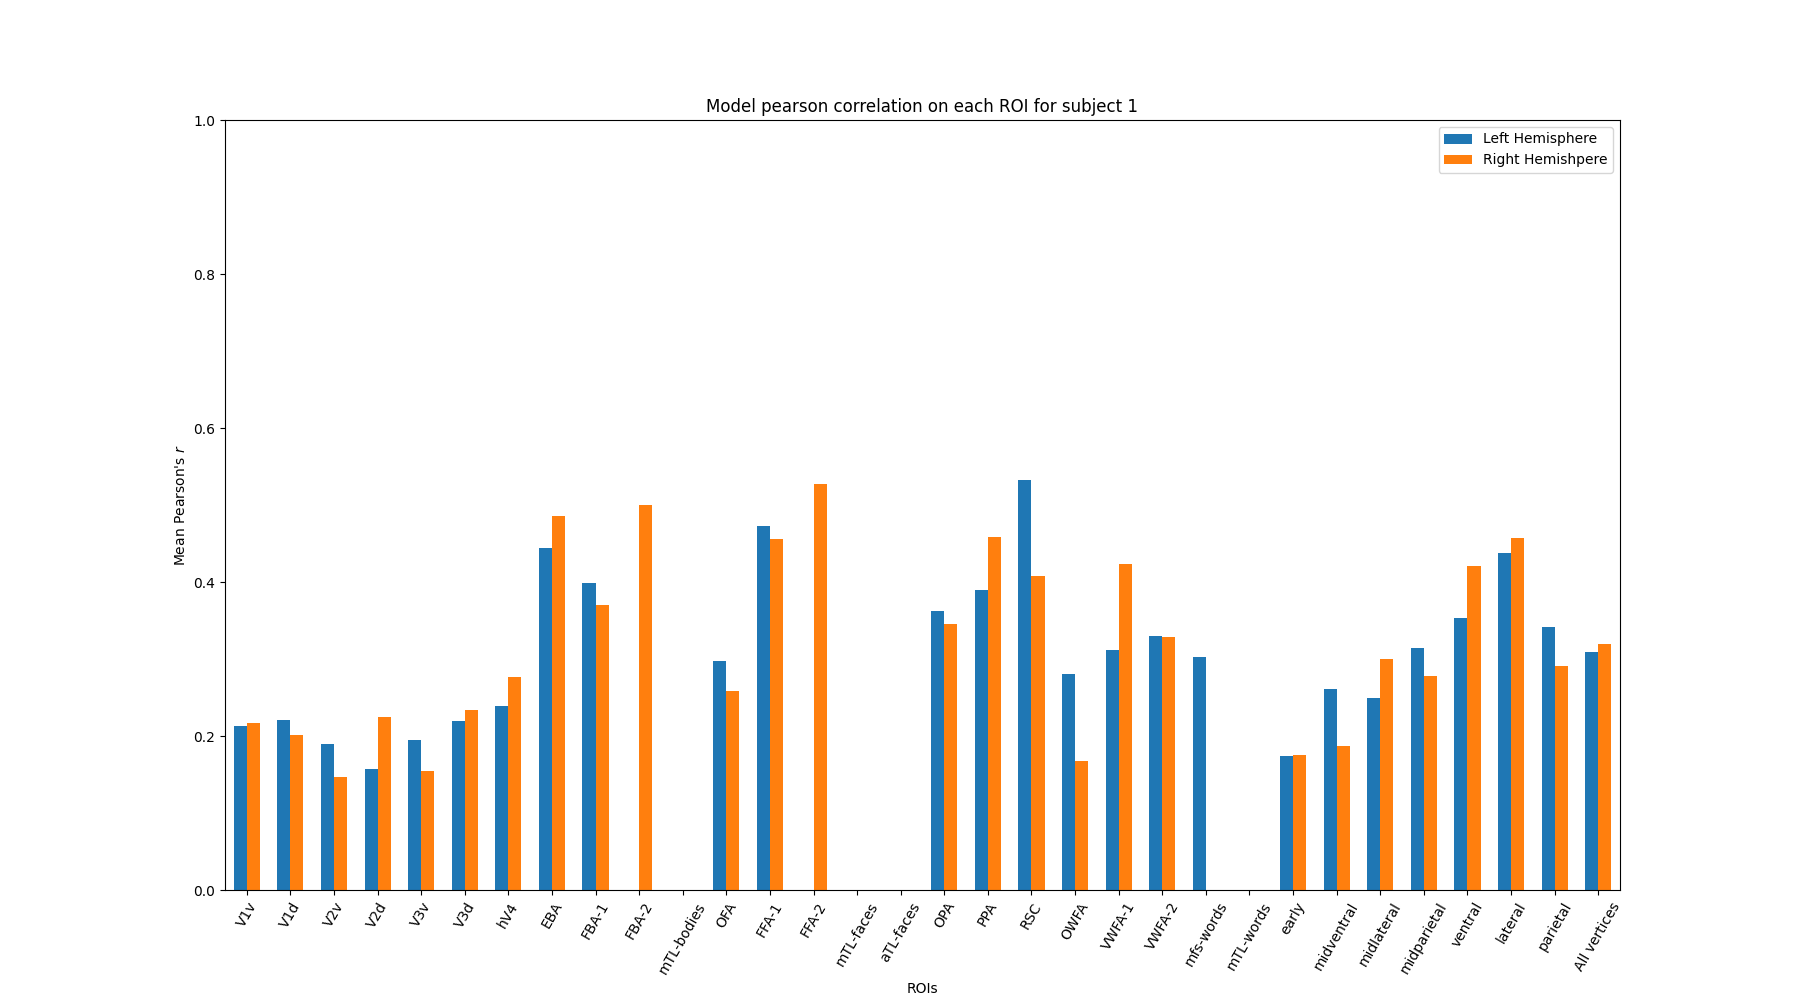 Model pearson correlation on each ROI for subject 1
1.0
0.8
0.6
0.4
0.2
0.0
Mean Pearson's r
Left Hemisphere
Right Hemishpere
V1v
V1d
V2v
V2d
V3v
V3d
hV4
EBA
FBA-1
FBA-2
mTL-bodies
OFA
FFA-1
FFA-2
mTL-faces
aTL-faces
OPA
PPA
RSC
OWFA
VWFA-1
VWFA-2
mfs-words
mTL-words
early
midventral
midlateral
midparietal
ventral
lateral
parietal
All vertices
ROIs